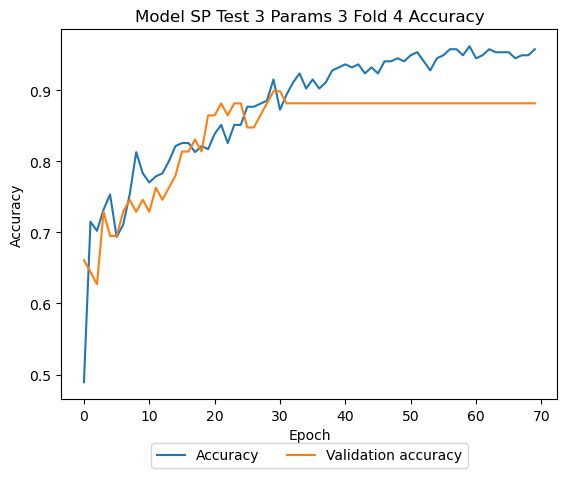 Model SP Test 3 Params 3 Fold 4 Accuracy
Accuracy
0.9
0.8
0.7
0.6
0.5
0 10 20 30 40 50 60 70
Epoch
Accuracy Validation accuracy